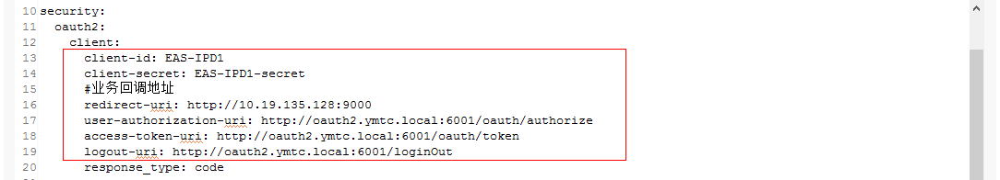 10 security:
11 oauth2:
12 client:
13 client-id: EAS-IPD1
14 client-secret: EAS-IPD1-secret
15 #业务回调地址
16 redirect-uri: http://10.19.135.128:9000
17 user-authorization-uri: http://oauth2.ymtc.local:6001/oauth/authorize
18 access-token-uri: http://oauth2.ymtc.local:6001/oauth/token
19 logout-uri: http://oauth2.ymtc.local:6001/loginOut
20 response_type: code